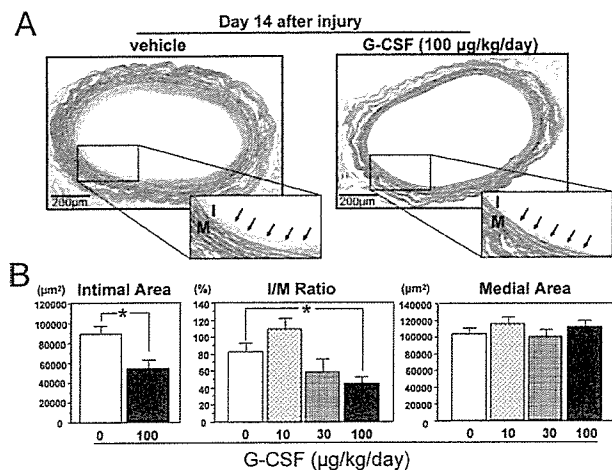 A
Day 14 after injury
vehicle
G-CSF (100 μg/kg/day)
200μm
I
M
200μm
I
M
B
(μm²)
Intimal Area
120000
100000
80000
60000
40000
20000
0
*
0
100
(%)
I/M Ratio
140
120
100
80
60
40
20
0
*
0
10
30
100
(μm²)
Medial Area
140000
120000
100000
80000
60000
40000
20000
0
0
10
30
100
G-CSF (μg/kg/day)